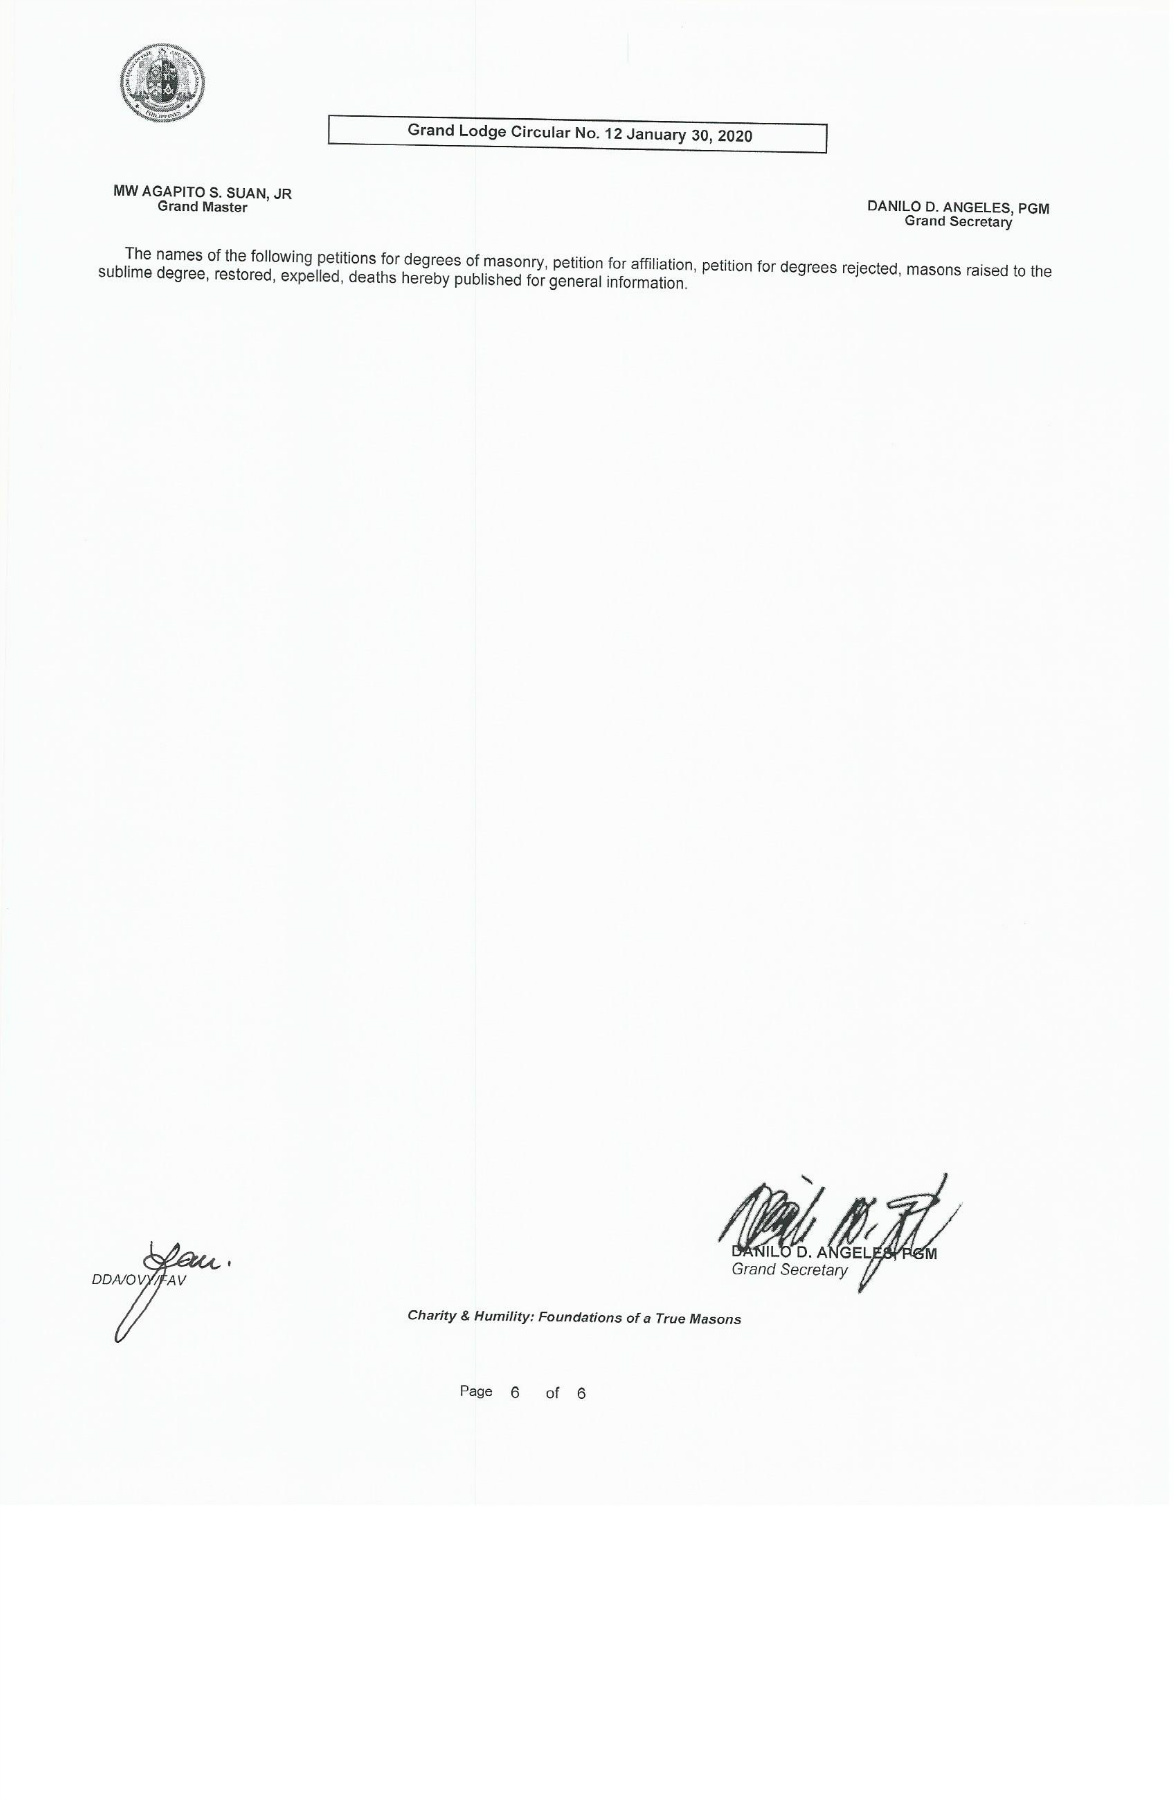 PHILIPPINES
Grand Lodge Circular No. 12 January 30, 2020
MW AGAPITO S. SUAN, JR
Grand Master
DANILO D. ANGELES, PGM
Grand Secretary
The names of the following petitions for degrees of masonry, petition for affiliation, petition for degrees rejected, masons raised to the
sublime degree, restored, expelled, deaths hereby published for general information.
DANILO D. ANGELES, PGM
Grand Secretary
DDA/OVY/FAV
Charity & Humility: Foundations of a True Masons
Page 6 of 6